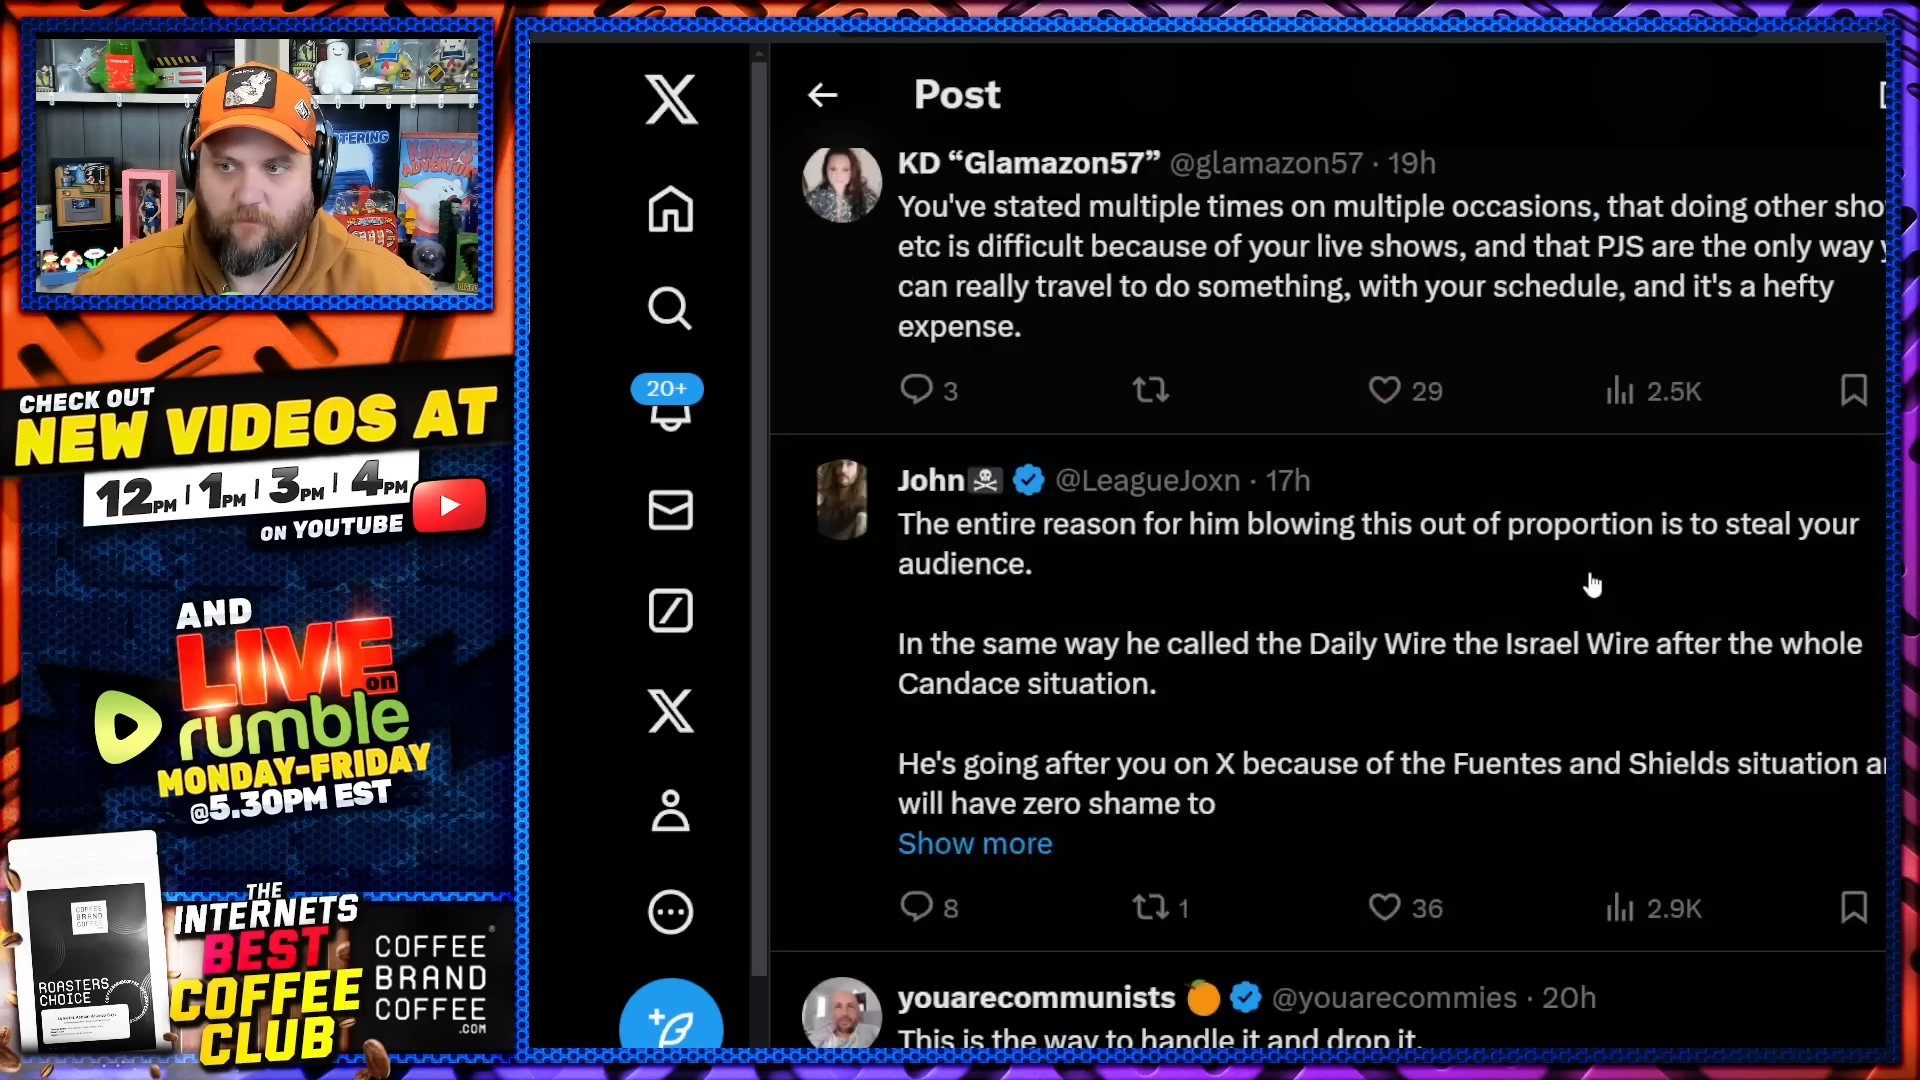 Post
KD “Glamazon57” @glamazon57 · 19h
You've stated multiple times on multiple occasions, that doing other sho
etc is difficult because of your live shows, and that PJS are the only way
can really travel to do something, with your schedule, and it's a hefty
expense.
3
29
2.5K
20+
John @LeagueJoxn · 17h
The entire reason for him blowing this out of proportion is to steal your
audience.
In the same way he called the Daily Wire the Israel Wire after the whole
Candace situation.
He's going after you on X because of the Fuentes and Shields situation a
will have zero shame to
Show more
8
1
36
2.9K
youarecommunists @youarecommies · 20h
This is the way to handle it and drop it.
CHECK OUT
NEW VIDEOS AT
12PM | 1PM | 3PM | 4PM
ON YOUTUBE
AND
LIVE
on
rumble
MONDAY-FRIDAY
@5.30PM EST
THE
INTERNETS
BEST
COFFEE
CLUB
COFFEE
BRAND
COFFEE
.COM
COFFEE
BRAND
COFFEE
ROASTERS
CHOICE
KIRBY'S
ADVENTURE